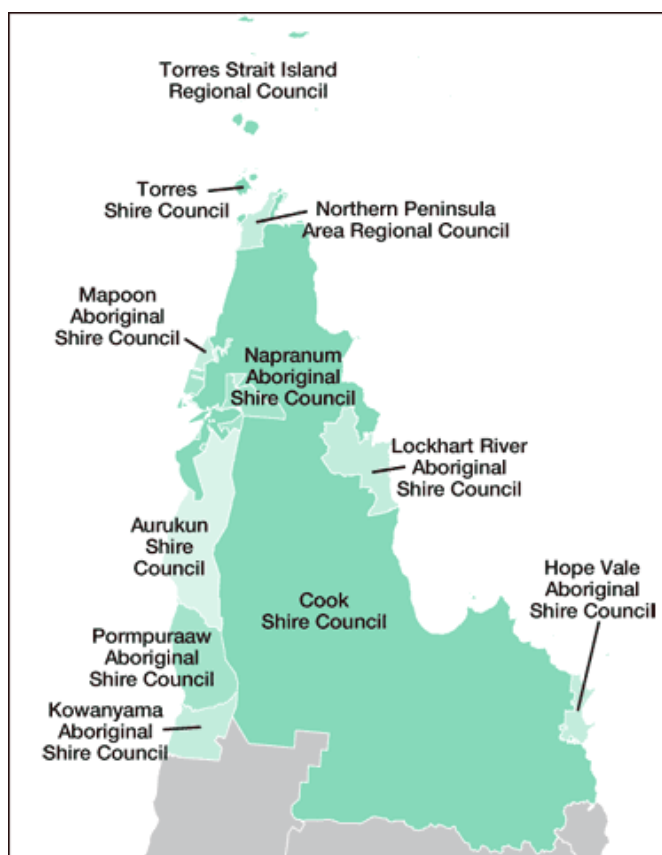 Torres Strait Island
Regional Council
Torres
Shire Council
Northern Peninsula
Area Regional Council
Mapoon
Aboriginal
Shire Council
Napranum
Aboriginal
Shire Council
Lockhart River
Aboriginal
Shire Council
Aurukun
Shire
Council
Hope Vale
Aboriginal
Shire Council
Cook
Shire Council
Pormpuraaw
Aboriginal
Shire Council
Kowanyama
Aboriginal
Shire Council